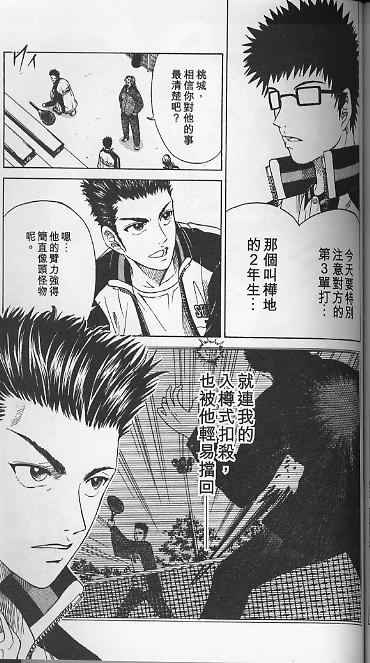 今天要特別
注意對方的
第3單打…
那個叫樺地
的2年生…
桃城，
相信你對他的事
最清楚吧？
嗯…
他的臂力強得
簡直像頭怪物
呢。
就連我的
入樽式扣殺，
也被他輕易擋
回——